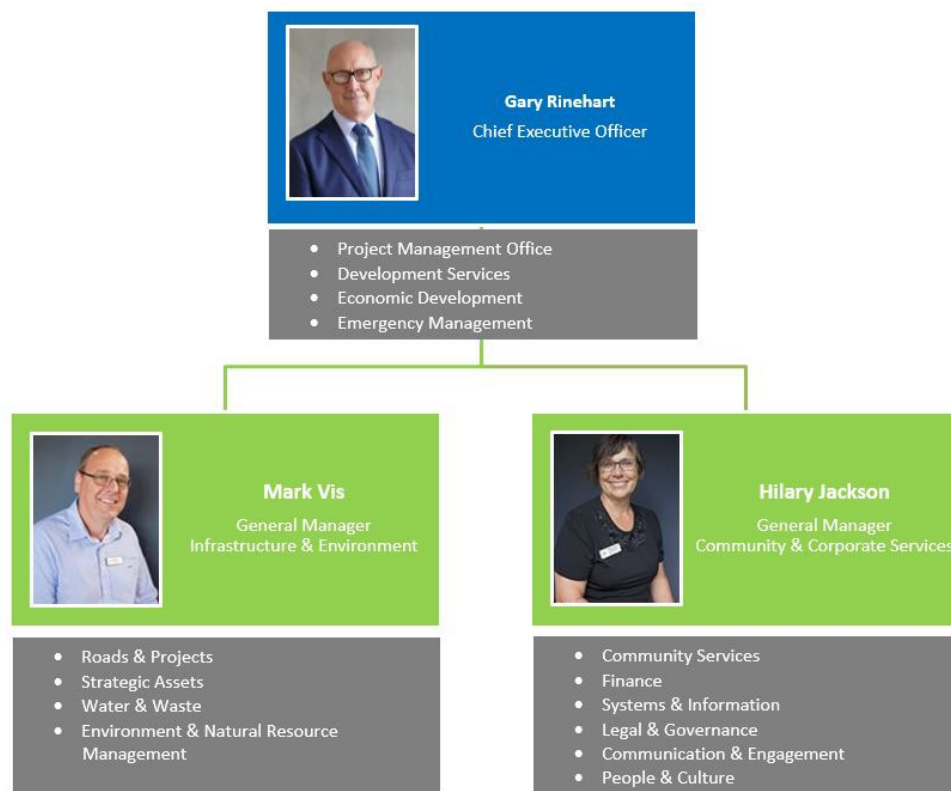 Gary Rinehart
Chief Executive Officer
• Project Management Office
• Development Services
• Economic Development
• Emergency Management
Mark Vis
General Manager
Infrastructure & Environment
• Roads & Projects
• Strategic Assets
• Water & Waste
• Environment & Natural Resource
Management
Hilary Jackson
General Manager
Community & Corporate Services
• Community Services
• Finance
• Systems & Information
• Legal & Governance
• Communication & Engagement
• People & Culture